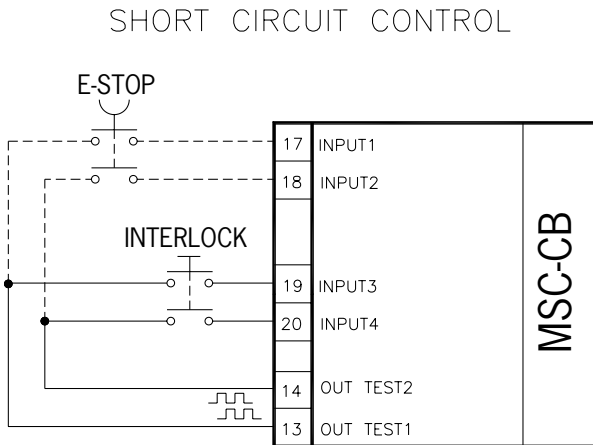 SHORT CIRCUIT CONTROL
E-STOP
17 INPUT1
18 INPUT2
INTERLOCK
19 INPUT3
20 INPUT4
14 OUT TEST2
13 OUT TEST1
MSC-CB